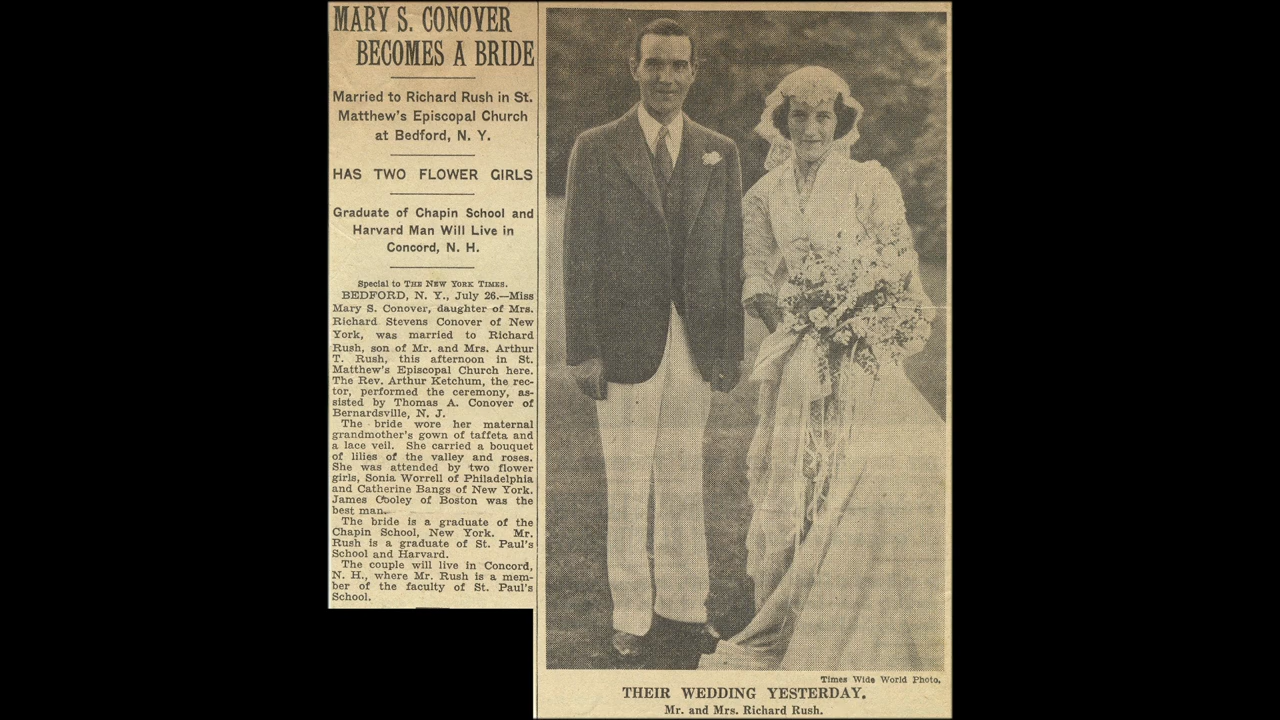 MARY S. CONOVER
BECOMES A BRIDE
Married to Richard Rush in St.
Matthew's Episcopal Church
at Bedford, N. Y.
HAS TWO FLOWER GIRLS
Graduate of Chapin School and
Harvard Man Will Live in
Concord, N. H.
Special to THE NEW YORK TIMES.
BEDFORD, N. Y., July 26.—Miss
Mary S. Conover, daughter of Mrs.
Richard Stevens Conover of New
York, was married to Richard
Rush, son of Mr. and Mrs. Arthur
T. Rush, this afternoon in St.
Matthew's Episcopal Church here.
The Rev. Arthur Ketchum, the rec-
tor, performed the ceremony, as-
sisted by Thomas A. Conover of
Bernardsville, N. J.
The bride wore her maternal
grandmother's gown of taffeta and
a lace veil. She carried a bouquet
of lilies of the valley and roses.
She was attended by two flower
girls, Sonia Worrell of Philadelphia
and Catherine Bangs of New York.
James Cooley of Boston was the
best man.
The bride is a graduate of the
Chapin School, New York. Mr.
Rush is a graduate of St. Paul's
School and Harvard.
The couple will live in Concord,
N. H., where Mr. Rush is a mem-
ber of the faculty of St. Paul's
School.
Times Wide World Photo.
THEIR WEDDING YESTERDAY.
Mr. and Mrs. Richard Rush.